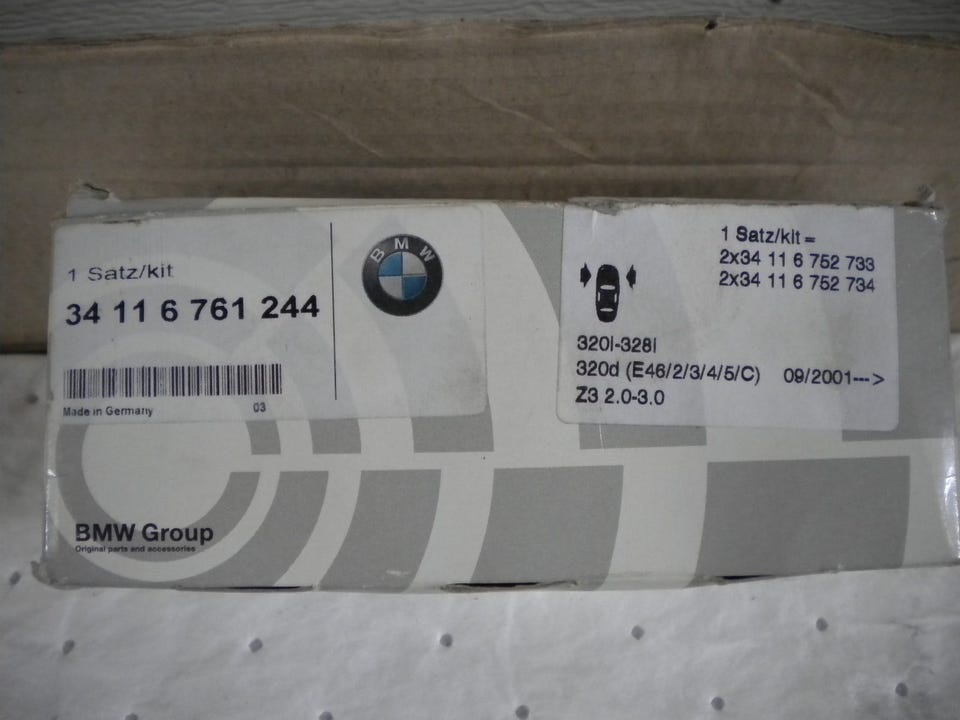 1 Satz/kit
34 11 6 761 244
Made in Germany 03
BMW
1 Satz/kit =
2x34 11 6 752 733
2x34 11 6 752 734
320I-328I
320d (E46/2/3/4/5/C) 09/2001--->
Z3 2.0-3.0
BMW Group
Original parts and accessories